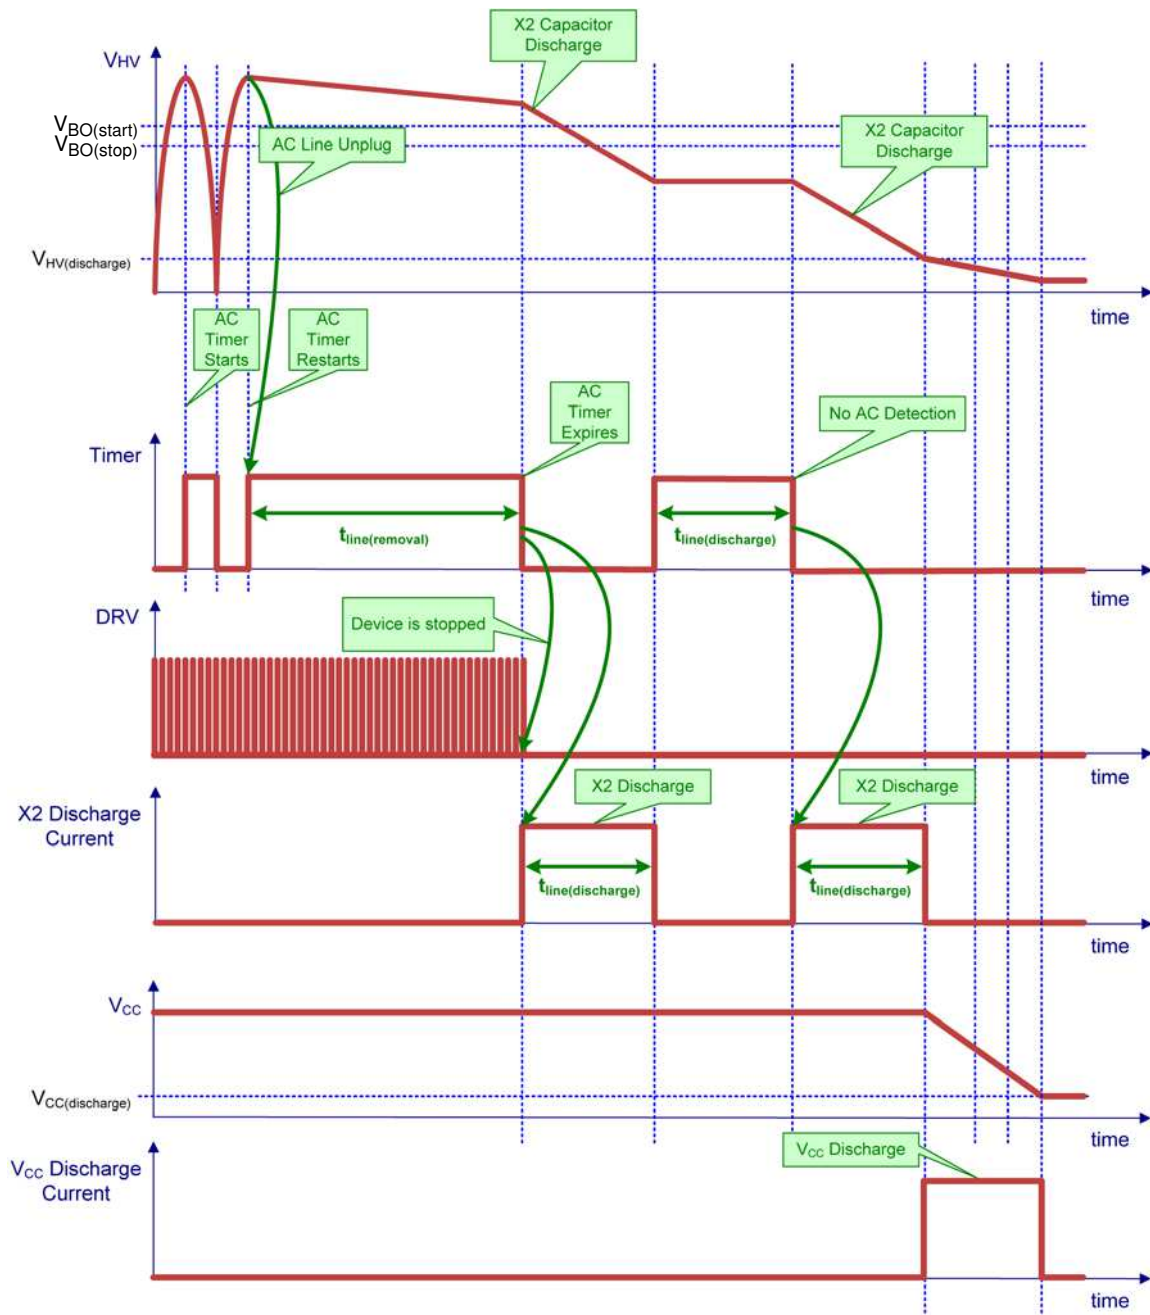 X2 Capacitor
Discharge
VHV
VBO(start)
VBO(stop)
AC Line Unplug
X2 Capacitor
Discharge
VHV(discharge)
time
AC
Timer
Starts
AC
Timer
Restarts
AC
Timer
Expires
No AC Detection
Timer
tline(removal)
tline(discharge)
time
DRV
Device is stopped
time
X2 Discharge
Current
X2 Discharge
X2 Discharge
tline(discharge)
tline(discharge)
time
VCC
VCC(discharge)
time
VCC Discharge
Current
VCC Discharge
time